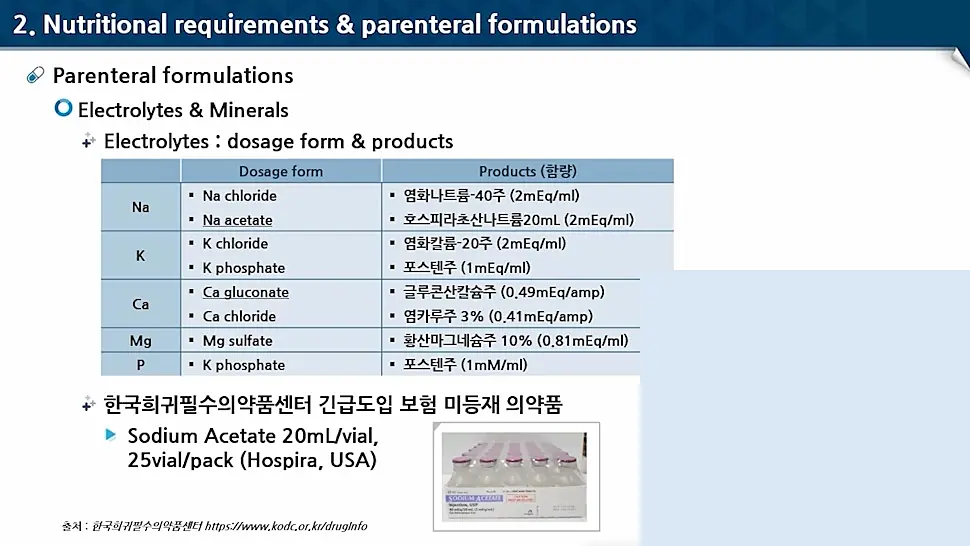 2. Nutritional requirements & parenteral formulations
Parenteral formulations
Electrolytes & Minerals
Electrolytes : dosage form & products
Dosage form Products (함량)
Na
▪ Na chloride ▪ 염화나트륨-40주 (2mEq/ml)
▪ Na acetate ▪ 호스피라초산나트륨20mL (2mEq/ml)
K
▪ K chloride ▪ 염화칼륨-20주 (2mEq/ml)
▪ K phosphate ▪ 포스텐주 (1mEq/ml)
Ca
▪ Ca gluconate ▪ 글루콘산칼슘주 (0.49mEq/amp)
▪ Ca chloride ▪ 염카루주 3% (0.41mEq/amp)
Mg ▪ Mg sulfate ▪ 황산마그네슘주 10% (0.81mEq/ml)
P ▪ K phosphate ▪ 포스텐주 (1mM/ml)
한국희귀필수의약품센터 긴급도입 보험 미등재 의약품
Sodium Acetate 20mL/vial,
25vial/pack (Hospira, USA)
SODIUM ACETATE
Injection, USP
출처 : 한국희귀필수의약품센터 https://www.kodc.or.kr/drugInfo